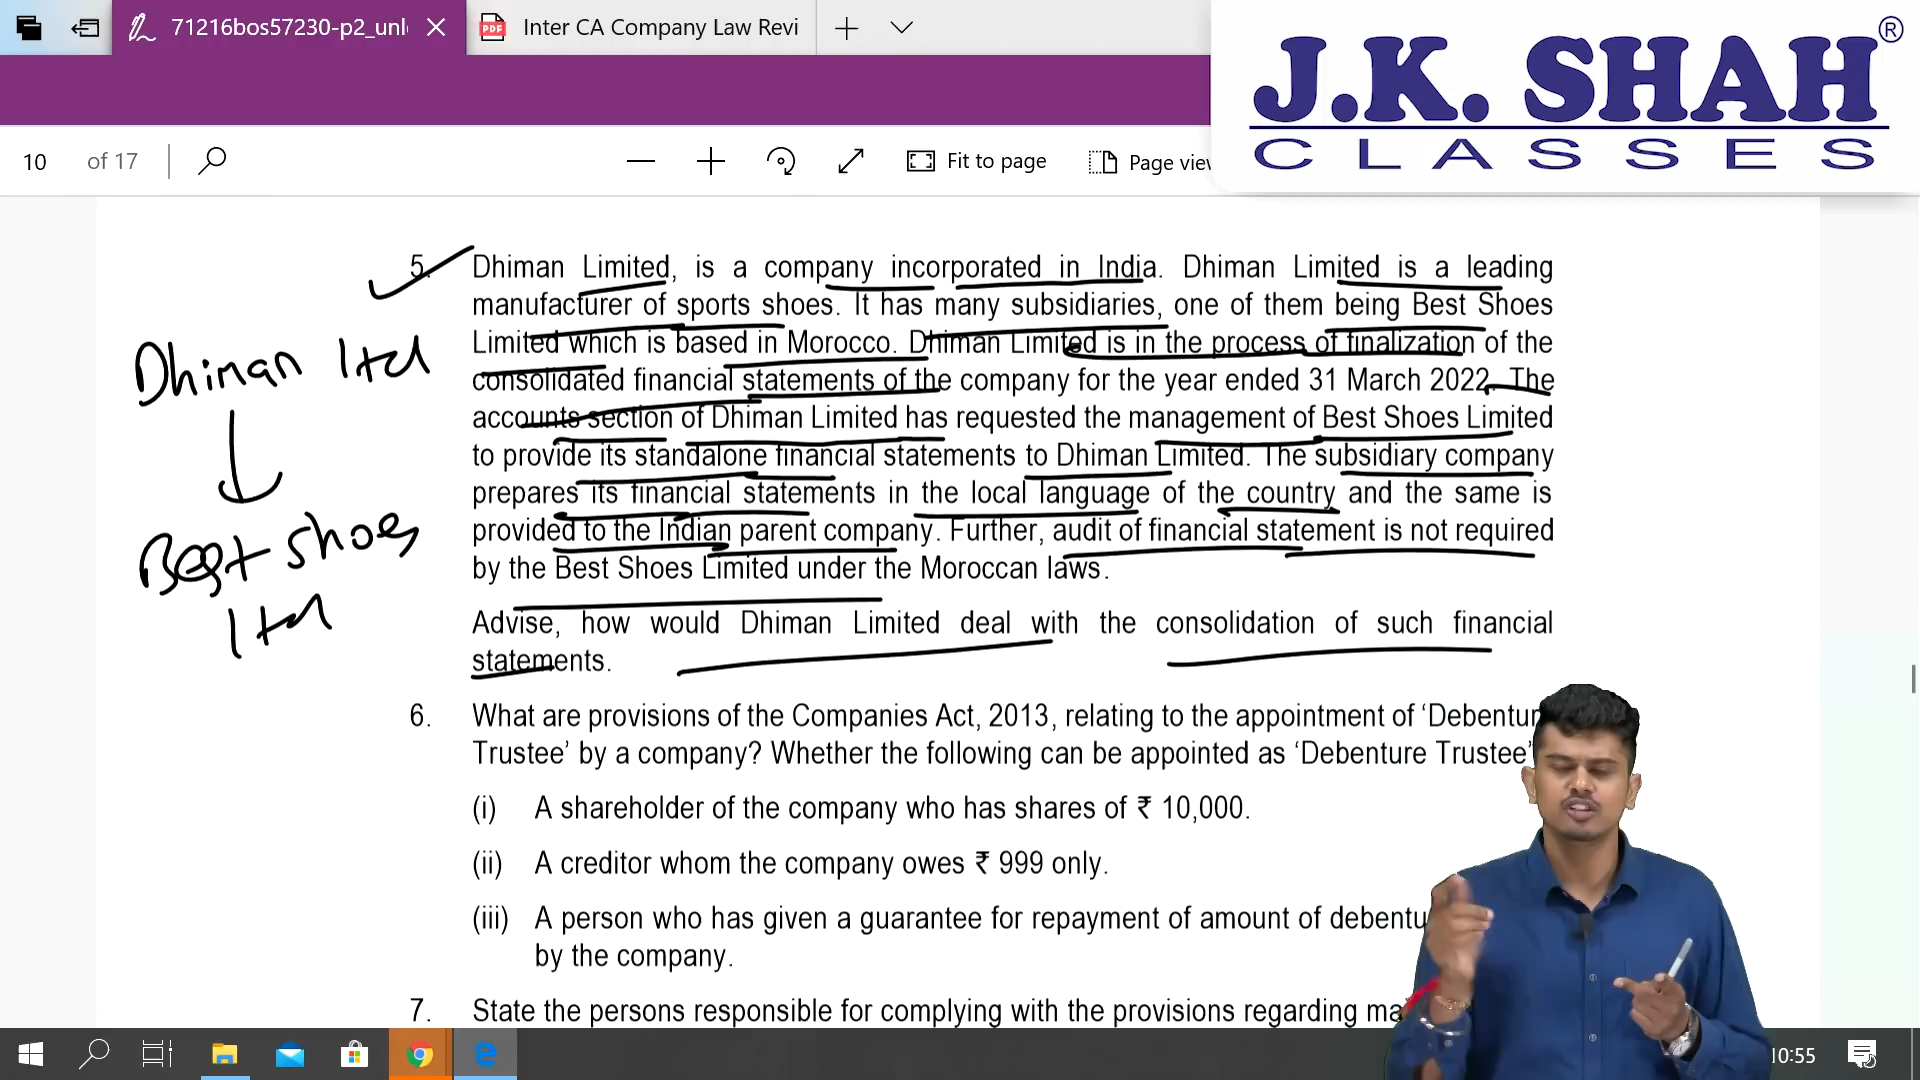 71216bos57230-p2_unl
Inter CA Company Law Revi
J.K. SHAH®
CLASSES
10 of 17
Fit to page
Page view
5. Dhiman Limited, is a company incorporated in India. Dhiman Limited is a leading
manufacturer of sports shoes. It has many subsidiaries, one of them being Best Shoes
Limited which is based in Morocco. Dhiman Limited is in the process of finalization of the
consolidated financial statements of the company for the year ended 31 March 2022. The
accounts section of Dhiman Limited has requested the management of Best Shoes Limited
to provide its standalone financial statements to Dhiman Limited. The subsidiary company
prepares its financial statements in the local language of the country and the same is
provided to the Indian parent company. Further, audit of financial statement is not required
by the Best Shoes Limited under the Moroccan laws.
Advise, how would Dhiman Limited deal with the consolidation of such financial
statements.
Dhiman ltd
Best shoes
ltd
6. What are provisions of the Companies Act, 2013, relating to the appointment of ‘Debentur
Trustee’ by a company? Whether the following can be appointed as ‘Debenture Trustee’
(i) A shareholder of the company who has shares of ₹ 10,000.
(ii) A creditor whom the company owes ₹ 999 only.
(iii) A person who has given a guarantee for repayment of amount of debentu
by the company.
7. State the persons responsible for complying with the provisions regarding ma
10:55